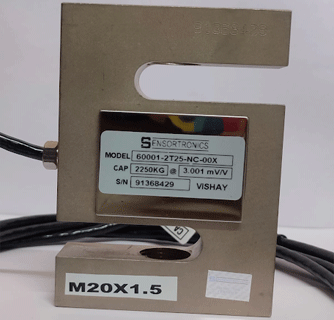 SENSORTRONICS
MODEL 60001-2T25-NC-00X
CAP 2250KG @ 3.001 mV/V
S/N 91368429 VISHAY
M20X1.5